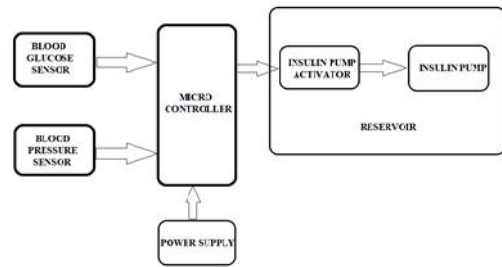 BLOOD
GLUCOSE
SENSOR
BLOOD
PRESSURE
SENSOR
MICRO
CONTROLLER
POWER SUPPLY
INSULIN PUMP
ACTIVATOR
INSULIN PUMP
RESERVOIR